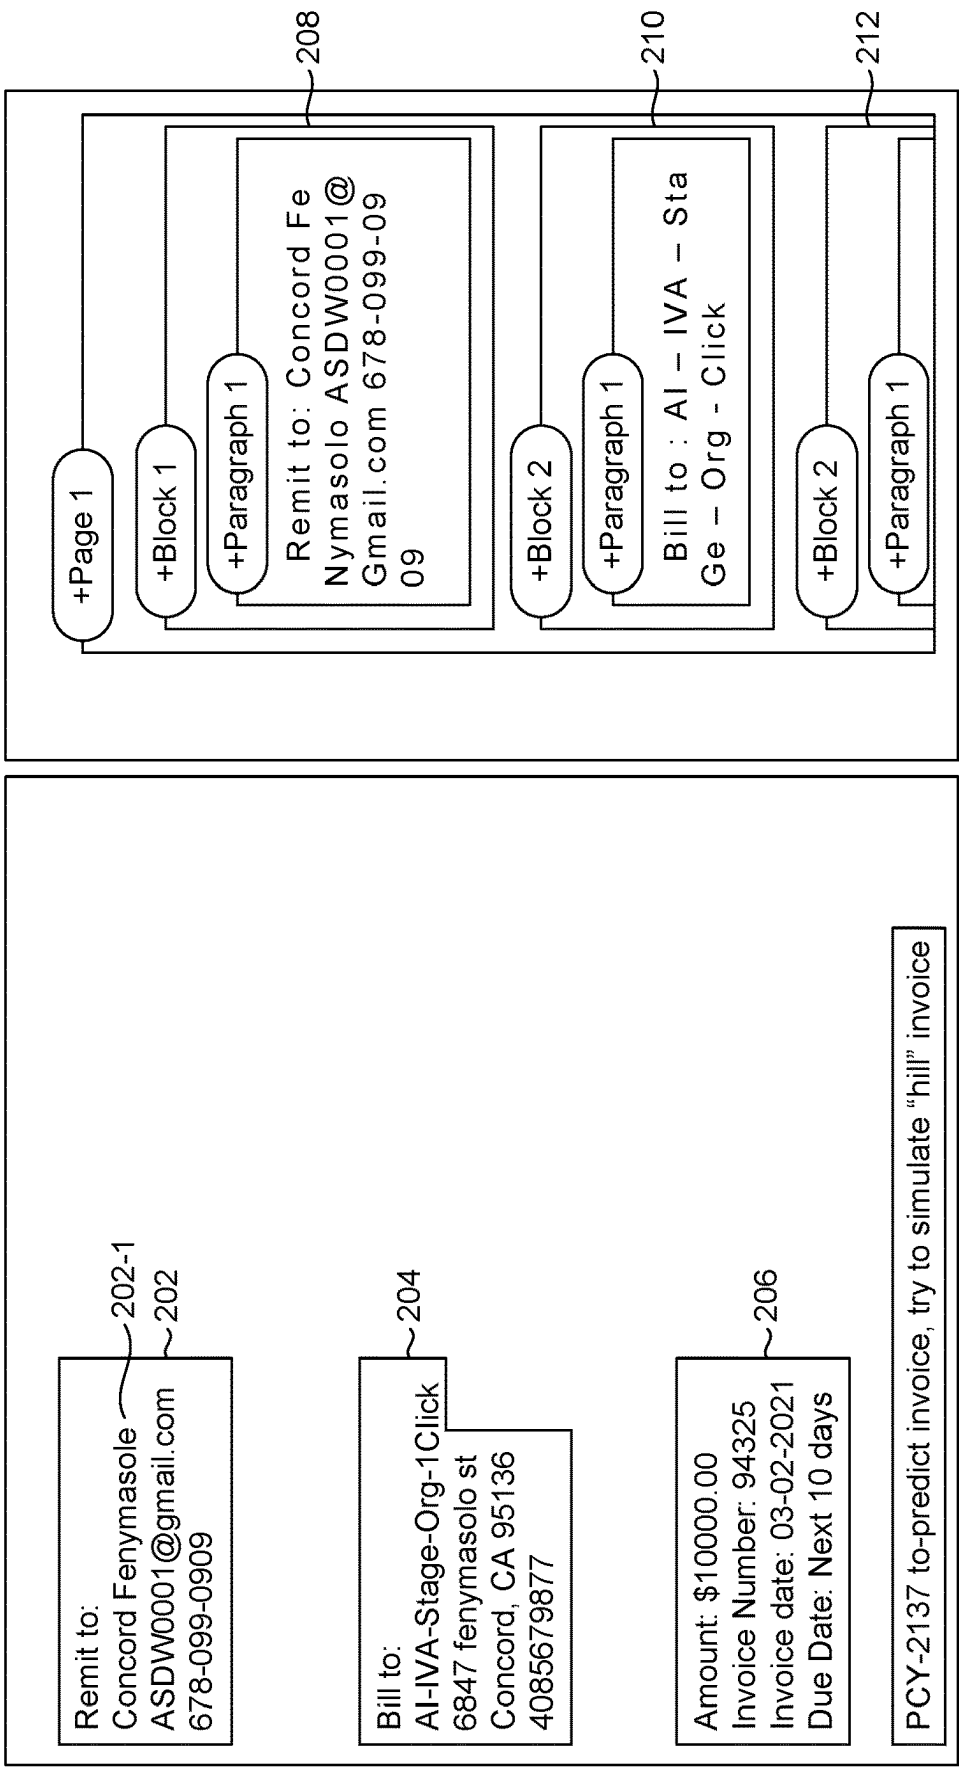 Remit to:
Concord Fenymasole
202-1
ASDW0001@gmail.com
202
678-099-0909
Bill to:
AI-IVA-Stage-Org-1Click
204
6847 fenymasolo st
Concord, CA 95136
4085679877
Amount: $10000.00
Invoice Number: 94325
206
Invoice date: 03-02-2021
Due Date: Next 10 days
PCY-2137 to-predict invoice, try to simulate “hill” invoice
+Page 1
+Block 1
+Paragraph 1
208
Remit to: Concord Fe
Nymasolo ASDW0001@
Gmail.com 678-099-09
09
+Block 2
+Paragraph 1
210
Bill to : AI – IVA – Sta
Ge – Org - Click
+Block 2
212
+Paragraph 1